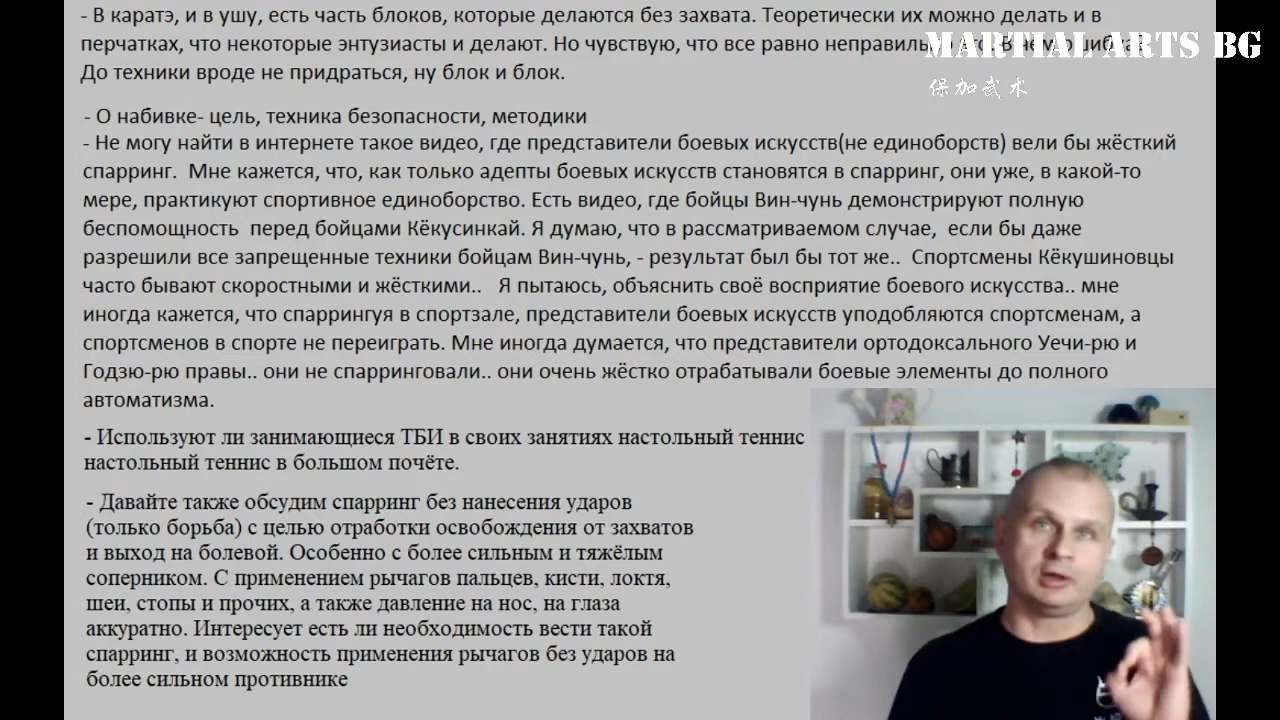 - В каратэ, и в ушу, есть часть блоков, которые делаются без захвата. Теоретически их можно делать и в
перчатках, что некоторые энтузиасты и делают. Но чувствую, что все равно
До техники вроде не придраться, ну блок и блок.
MARTIAL ARTS BG
保加武术
- О набивке- цель, техника безопасности, методики
- Не могу найти в интернете такое видео, где представители боевых искусств(не единоборств) вели бы жёсткий
спарринг. Мне кажется, что, как только адепты боевых искусств становятся в спарринг, они уже, в какой-то
мере, практикуют спортивное единоборство. Есть видео, где бойцы Вин-чунь демонстрируют полную
беспомощность перед бойцами Кёкусинкай. Я думаю, что в рассматриваемом случае, если бы даже
разрешили все запрещенные техники бойцам Вин-чунь, - результат был бы тот же.. Спортсмены Кёкушиновцы
часто бывают скоростными и жёсткими.. Я пытаюсь, объяснить своё восприятие боевого искусства.. мне
иногда кажется, что спаррингуя в спортзале, представители боевых искусств уподобляются спортсменам, а
спортсменов в спорте не переиграть. Мне иногда думается, что представители ортодоксального Уечи-рю и
Годзю-рю правы.. они не спарринговали.. они очень жёстко отрабатывали боевые элементы до полного
автоматизма.
- Используют ли занимающиеся ТБИ в своих занятиях настольный теннис
настольный теннис в большом почёте.
- Давайте также обсудим спарринг без нанесения ударов
(только борьба) с целью отработки освобождения от захватов
и выход на болевой. Особенно с более сильным и тяжёлым
соперником. С применением рычагов пальцев, кисти, локтя,
шеи, стопы и прочих, а также давление на нос, на глаза
аккуратно. Интересует есть ли необходимость вести такой
спарринг, и возможность применения рычагов без ударов на
более сильном противнике